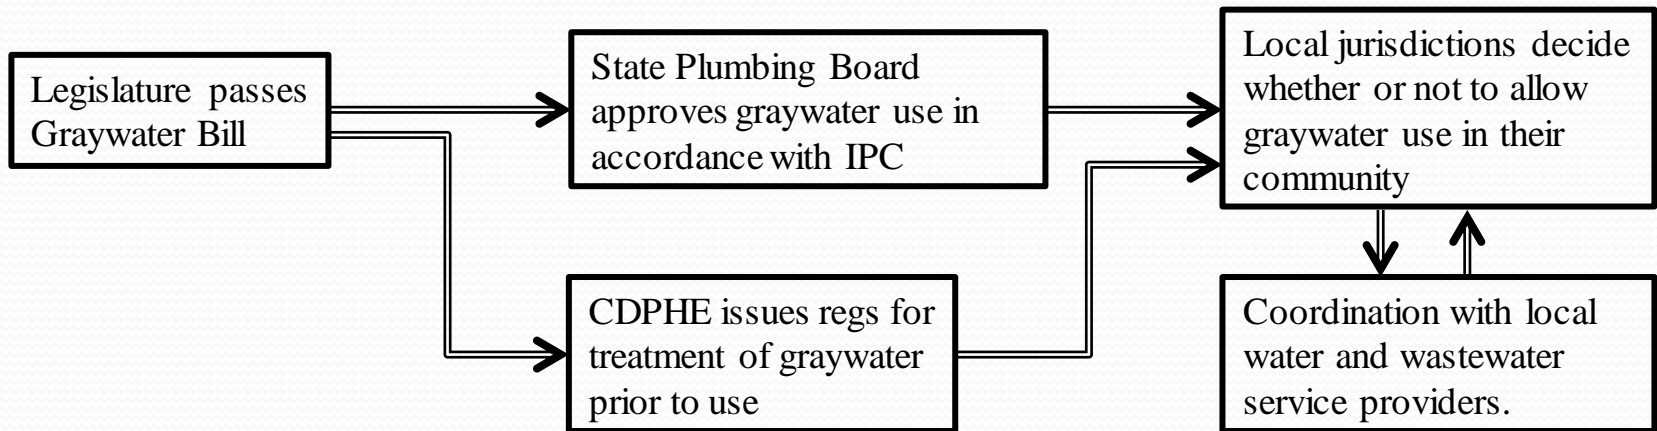 Legislature passes
Graywater Bill
State Plumbing Board
approves graywater use in
accordance with IPC
CDPHE issues regs for
treatment of graywater
prior to use
Local jurisdictions decide
whether or not to allow
graywater use in their
community
Coordination with local
water and wastewater
service providers.